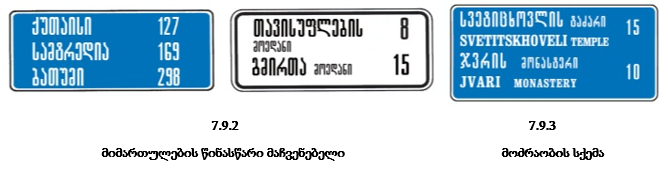 ქუთაისი 127
სამტრედია 169
ბათუმი 298
თავისუფლების 8
მოედანი
გმირთა მოედანი 15
სვეტიცხოვლის ტაძარი 15
SVETITSKHOVELI TEMPLE
ჯვრის მონასტერი 10
JVARI MONASTERY
7.9.2
მიმართულების წინასწარი მაჩვენებელი
7.9.3
მოძრაობის სქემა